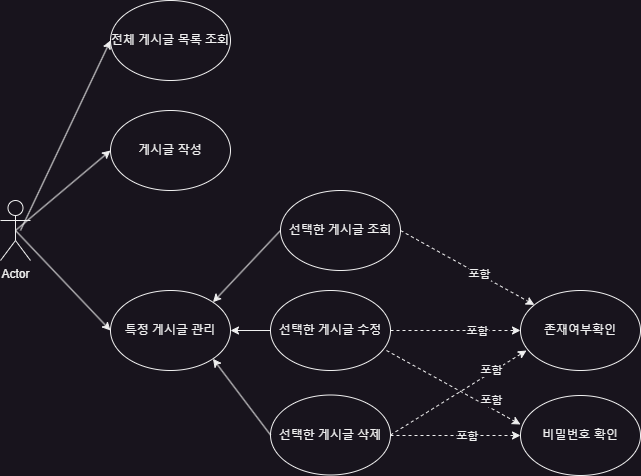 전체 게시글 목록 조회
게시글 작성
Actor
선택한 게시글 조회
포함
특정 게시글 관리
선택한 게시글 수정
포함
존재여부확인
포함
포함
선택한 게시글 삭제
포함
비밀번호 확인